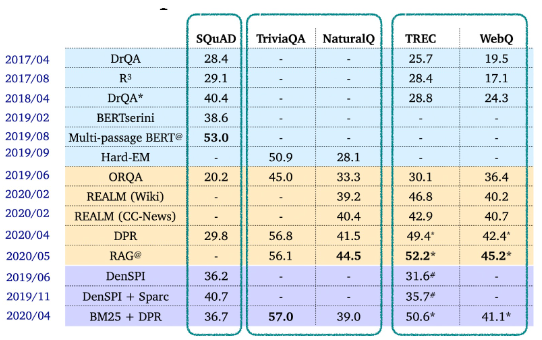 SQuAD TriviaQA NaturalQ TREC WebQ
2017/04 DrQA 28.4 - - 25.7 19.5
2017/08 R³ 29.1 - - 28.4 17.1
2018/04 DrQA* 40.4 - - 28.8 24.3
2019/02 BERTserini 38.6 - - - -
2019/08 Multi-passage BERT@ 53.0 - - - -
2019/09 Hard-EM - 50.9 28.1 - -
2019/06 ORQA 20.2 45.0 33.3 30.1 36.4
2020/02 REALM (Wiki) - - 39.2 46.8 40.2
2020/02 REALM (CC-News) - - 40.4 42.9 40.7
2020/04 DPR 29.8 56.8 41.5 49.4* 42.4*
2020/05 RAG@ - 56.1 44.5 52.2* 45.2*
2019/06 DenSPI 36.2 - - 31.6# -
2019/11 DenSPI + Sparc 40.7 - - 35.7# -
2020/04 BM25 + DPR 36.7 57.0 39.0 50.6* 41.1*